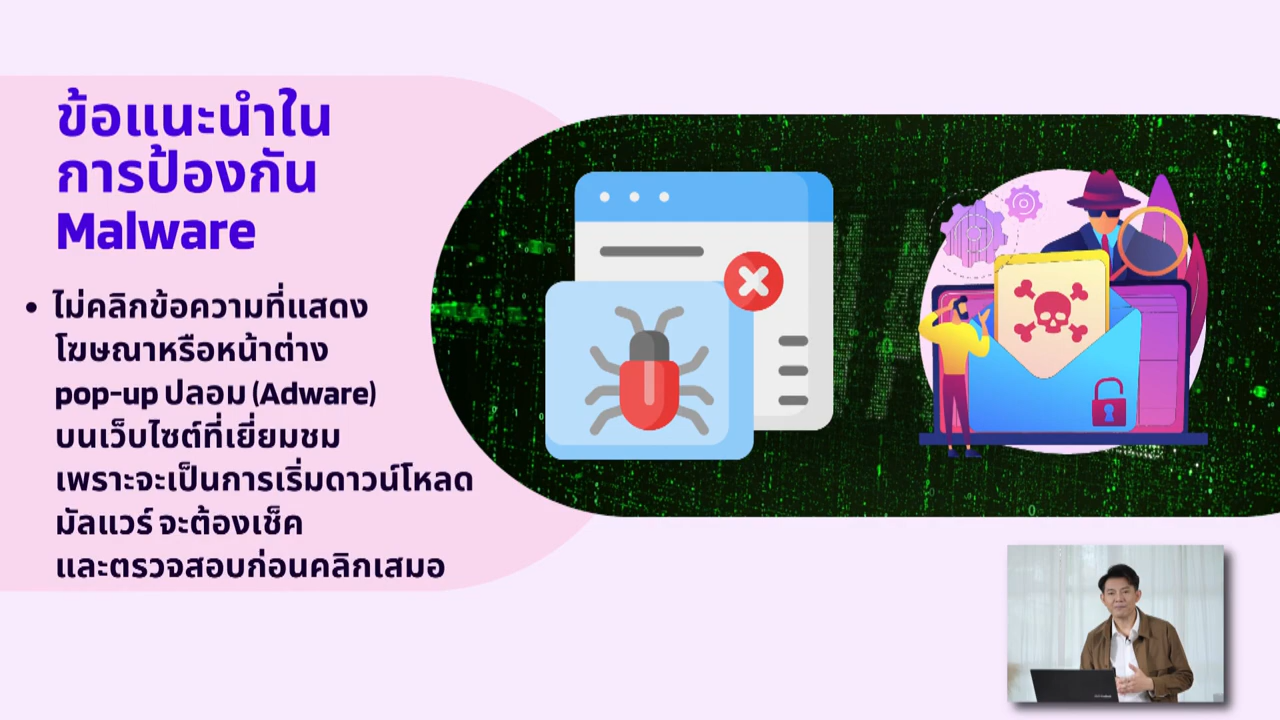 ข้อแนะนำใน
การป้องกัน
Malware
• ไม่คลิกข้อความที่แสดง
โฆษณาหรือหน้าต่าง
pop-up ปลอม (Adware)
บนเว็บไซต์ที่เยี่ยมชม
เพราะจะเป็นการเริ่มดาวน์โหลด
มัลแวร์ จะต้องเช็ค
และตรวจสอบก่อนคลิกเสมอ